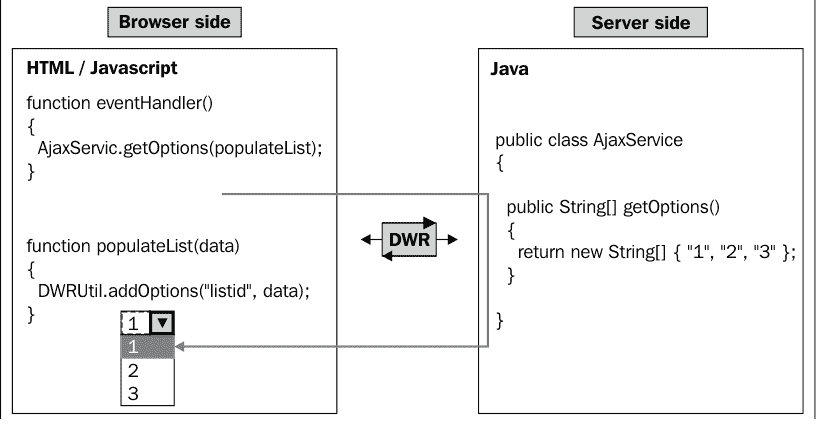 Browser side
HTML / Javascript
function eventHandler()
{
AjaxServic.getOptions(populateList);
}
function populateList(data)
{
DWRUtil.addOptions("listid", data);
}
1
1
2
3
DWR
Server side
Java
public class AjaxService
{
public String[] getOptions()
{
return new String[] { "1", "2", "3" };
}
}